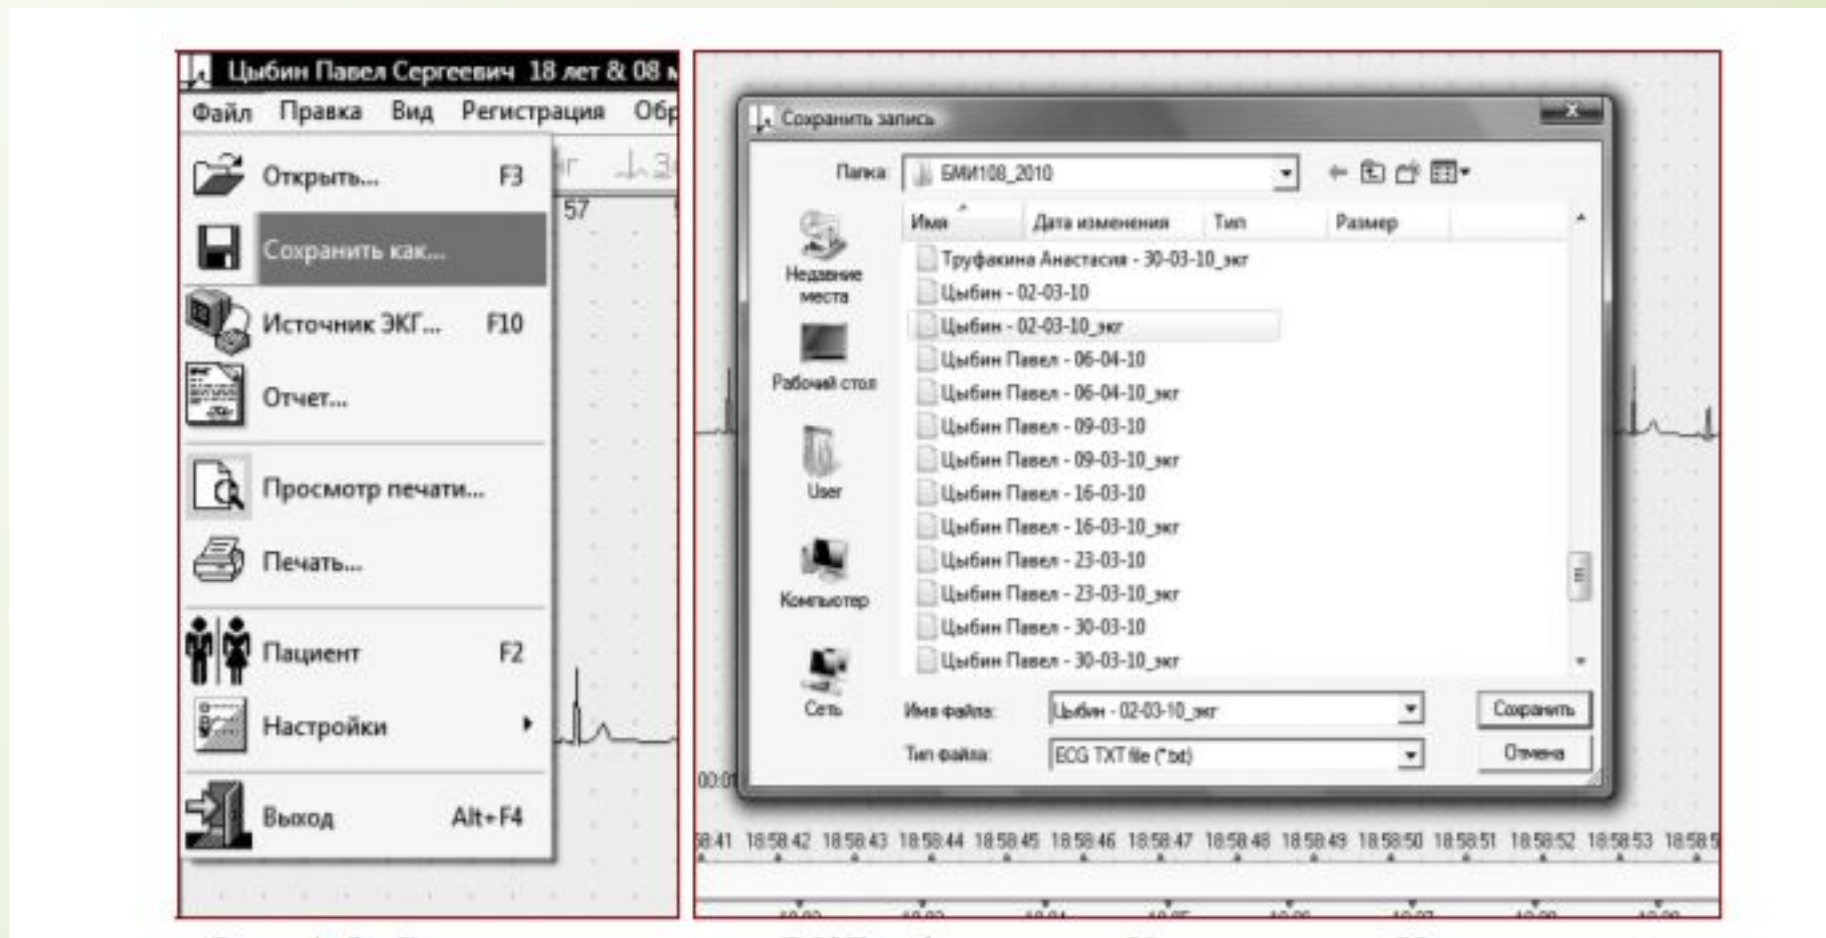 Цыбин Павел Сергеевич 18 лет & 08
Файл Правка Вид Регистрация
57
Открыть... F3
Сохранить как...
Источник ЭКГ... F10
Отчет...
Просмотр печати...
Печать...
Пациент F2
Настройки
Выход Alt+F4
Сохранить запись
Папка: БМИ108_2010
Имя Дата изменения Тип Размер
Труфакина Анастасия - 30-03-10_экг
Цыбин - 02-03-10
Цыбин - 02-03-10_экг
Цыбин Павел - 06-04-10
Цыбин Павел - 06-04-10_экг
Цыбин Павел - 09-03-10
Цыбин Павел - 09-03-10_экг
Цыбин Павел - 16-03-10
Цыбин Павел - 16-03-10_экг
Цыбин Павел - 23-03-10
Цыбин Павел - 23-03-10_экг
Цыбин Павел - 30-03-10
Цыбин Павел - 30-03-10_экг
Недавние
места
Рабочий стол
User
Компьютер
Сеть
Имя файла: Цыбин - 02-03-10_экг Сохранить
Тип файла: ECG TXT file (*.txt) Отмена
18:58:42 18:58:43 18:58:44 18:58:45 18:58:46 18:58:47 18:58:48 18:58:49 18:58:50 18:58:51 18:58:52 18:58:53